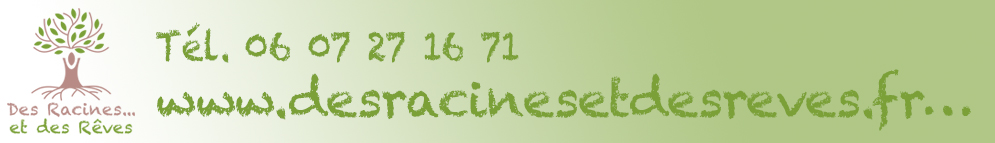 Des Racines...
et des Rêves
Tél. 06 07 27 16 71
www.desracinesetdesreves.fr...